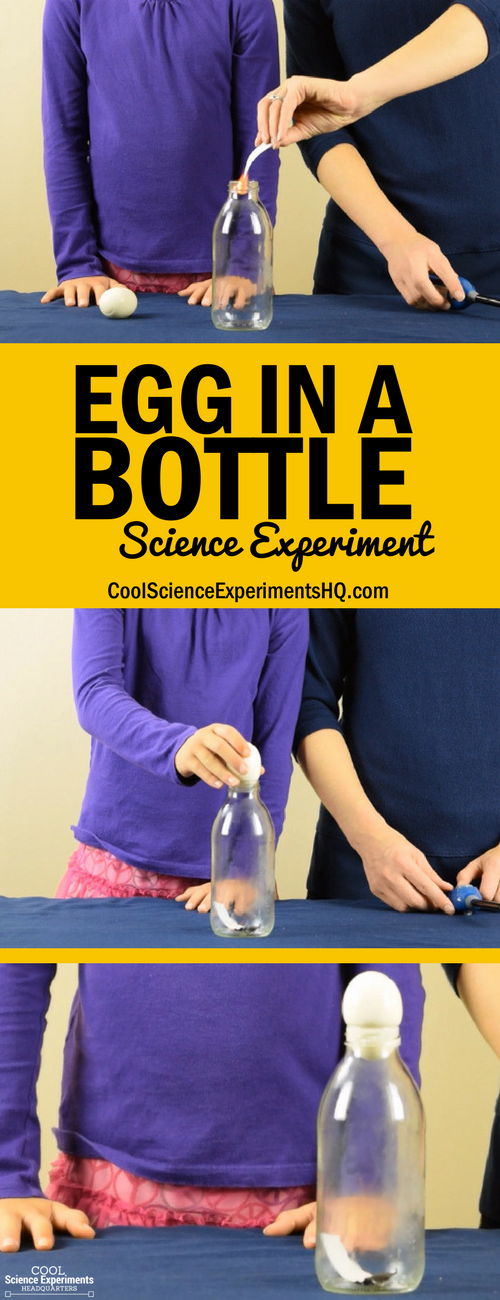 EGG IN A
BOTTLE
Science Experiment
CoolScienceExperimentsHQ.com
COOL
Science Experiments
HEADQUARTERS